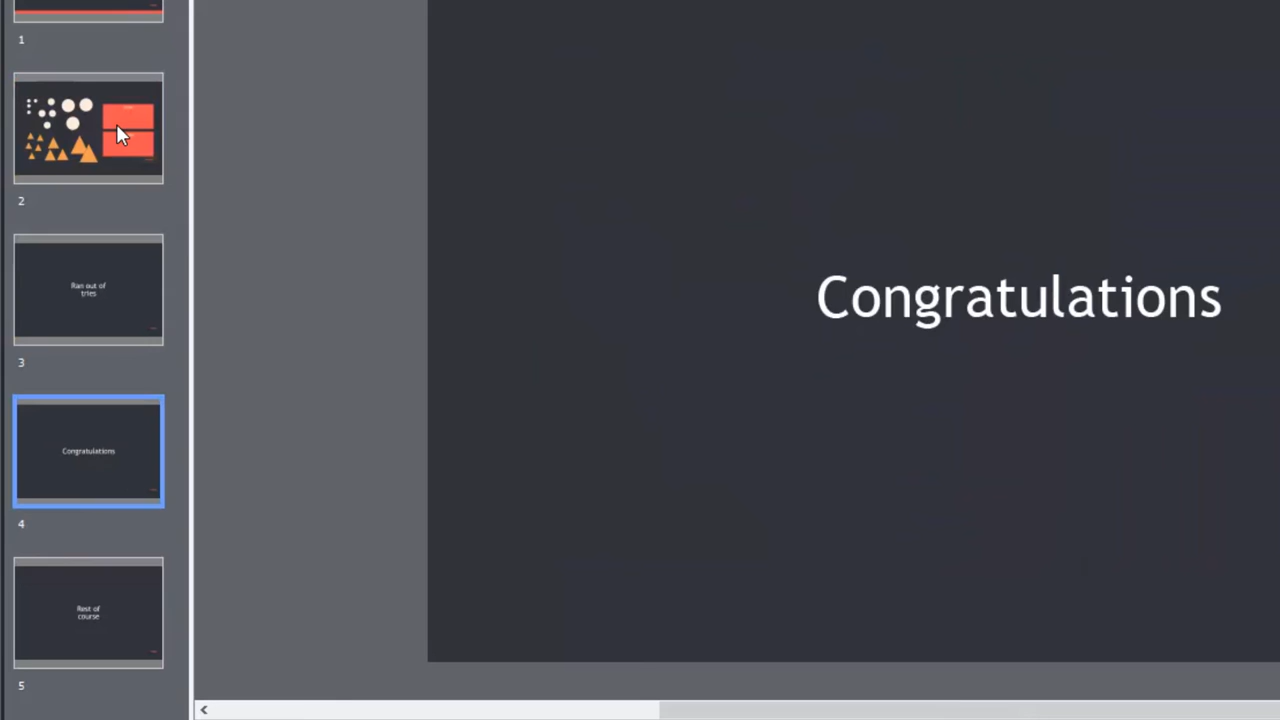 1
2
Ran out of
tries
3
Congratulations
4
Rest of
course
5
Congratulations